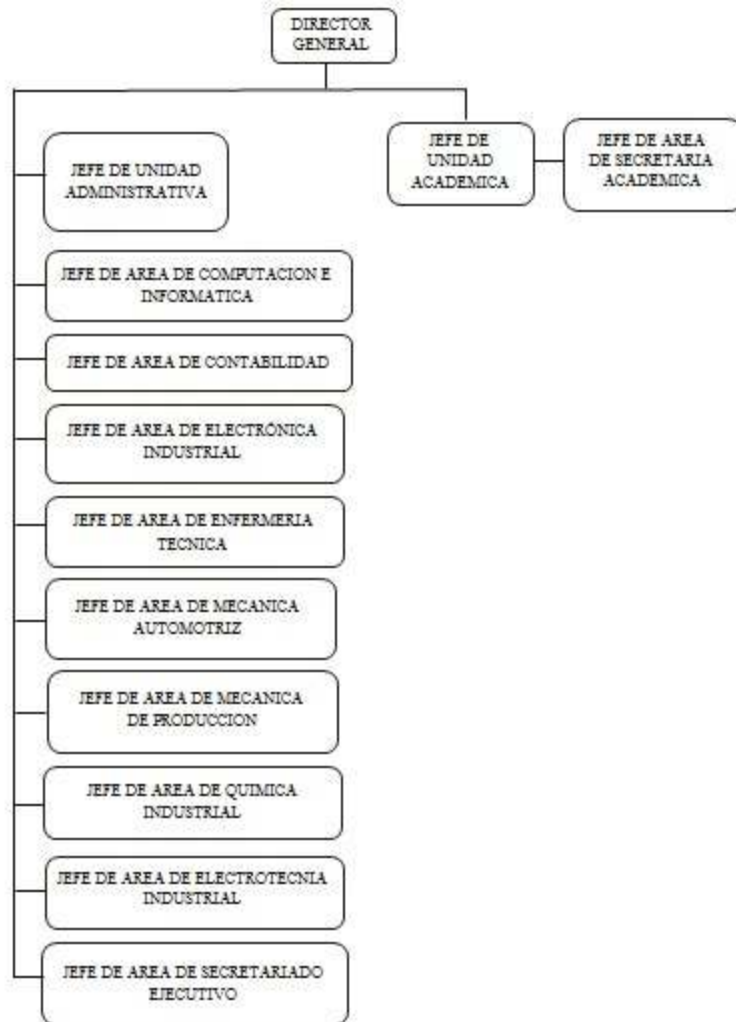 DIRECTOR
GENERAL
JEFE DE
UNIDAD
ACADEMICA
JEFE DE AREA
DE SECRETARIA
ACADEMICA
JEFE DE UNIDAD
ADMINISTRATIVA
JEFE DE AREA DE COMPUTACION E
INFORMATICA
JEFE DE AREA DE CONTABILIDAD
JEFE DE AREA DE ELECTRÓNICA
INDUSTRIAL
JEFE DE AREA DE ENFERMERIA
TECNICA
JEFE DE AREA DE MECANICA
AUTOMOTRIZ
JEFE DE AREA DE MECANICA
DE PRODUCCION
JEFE DE AREA DE QUIMICA
INDUSTRIAL
JEFE DE AREA DE ELECTROTECNIA
INDUSTRIAL
JEFE DE AREA DE SECRETARIADO
EJECUTIVO